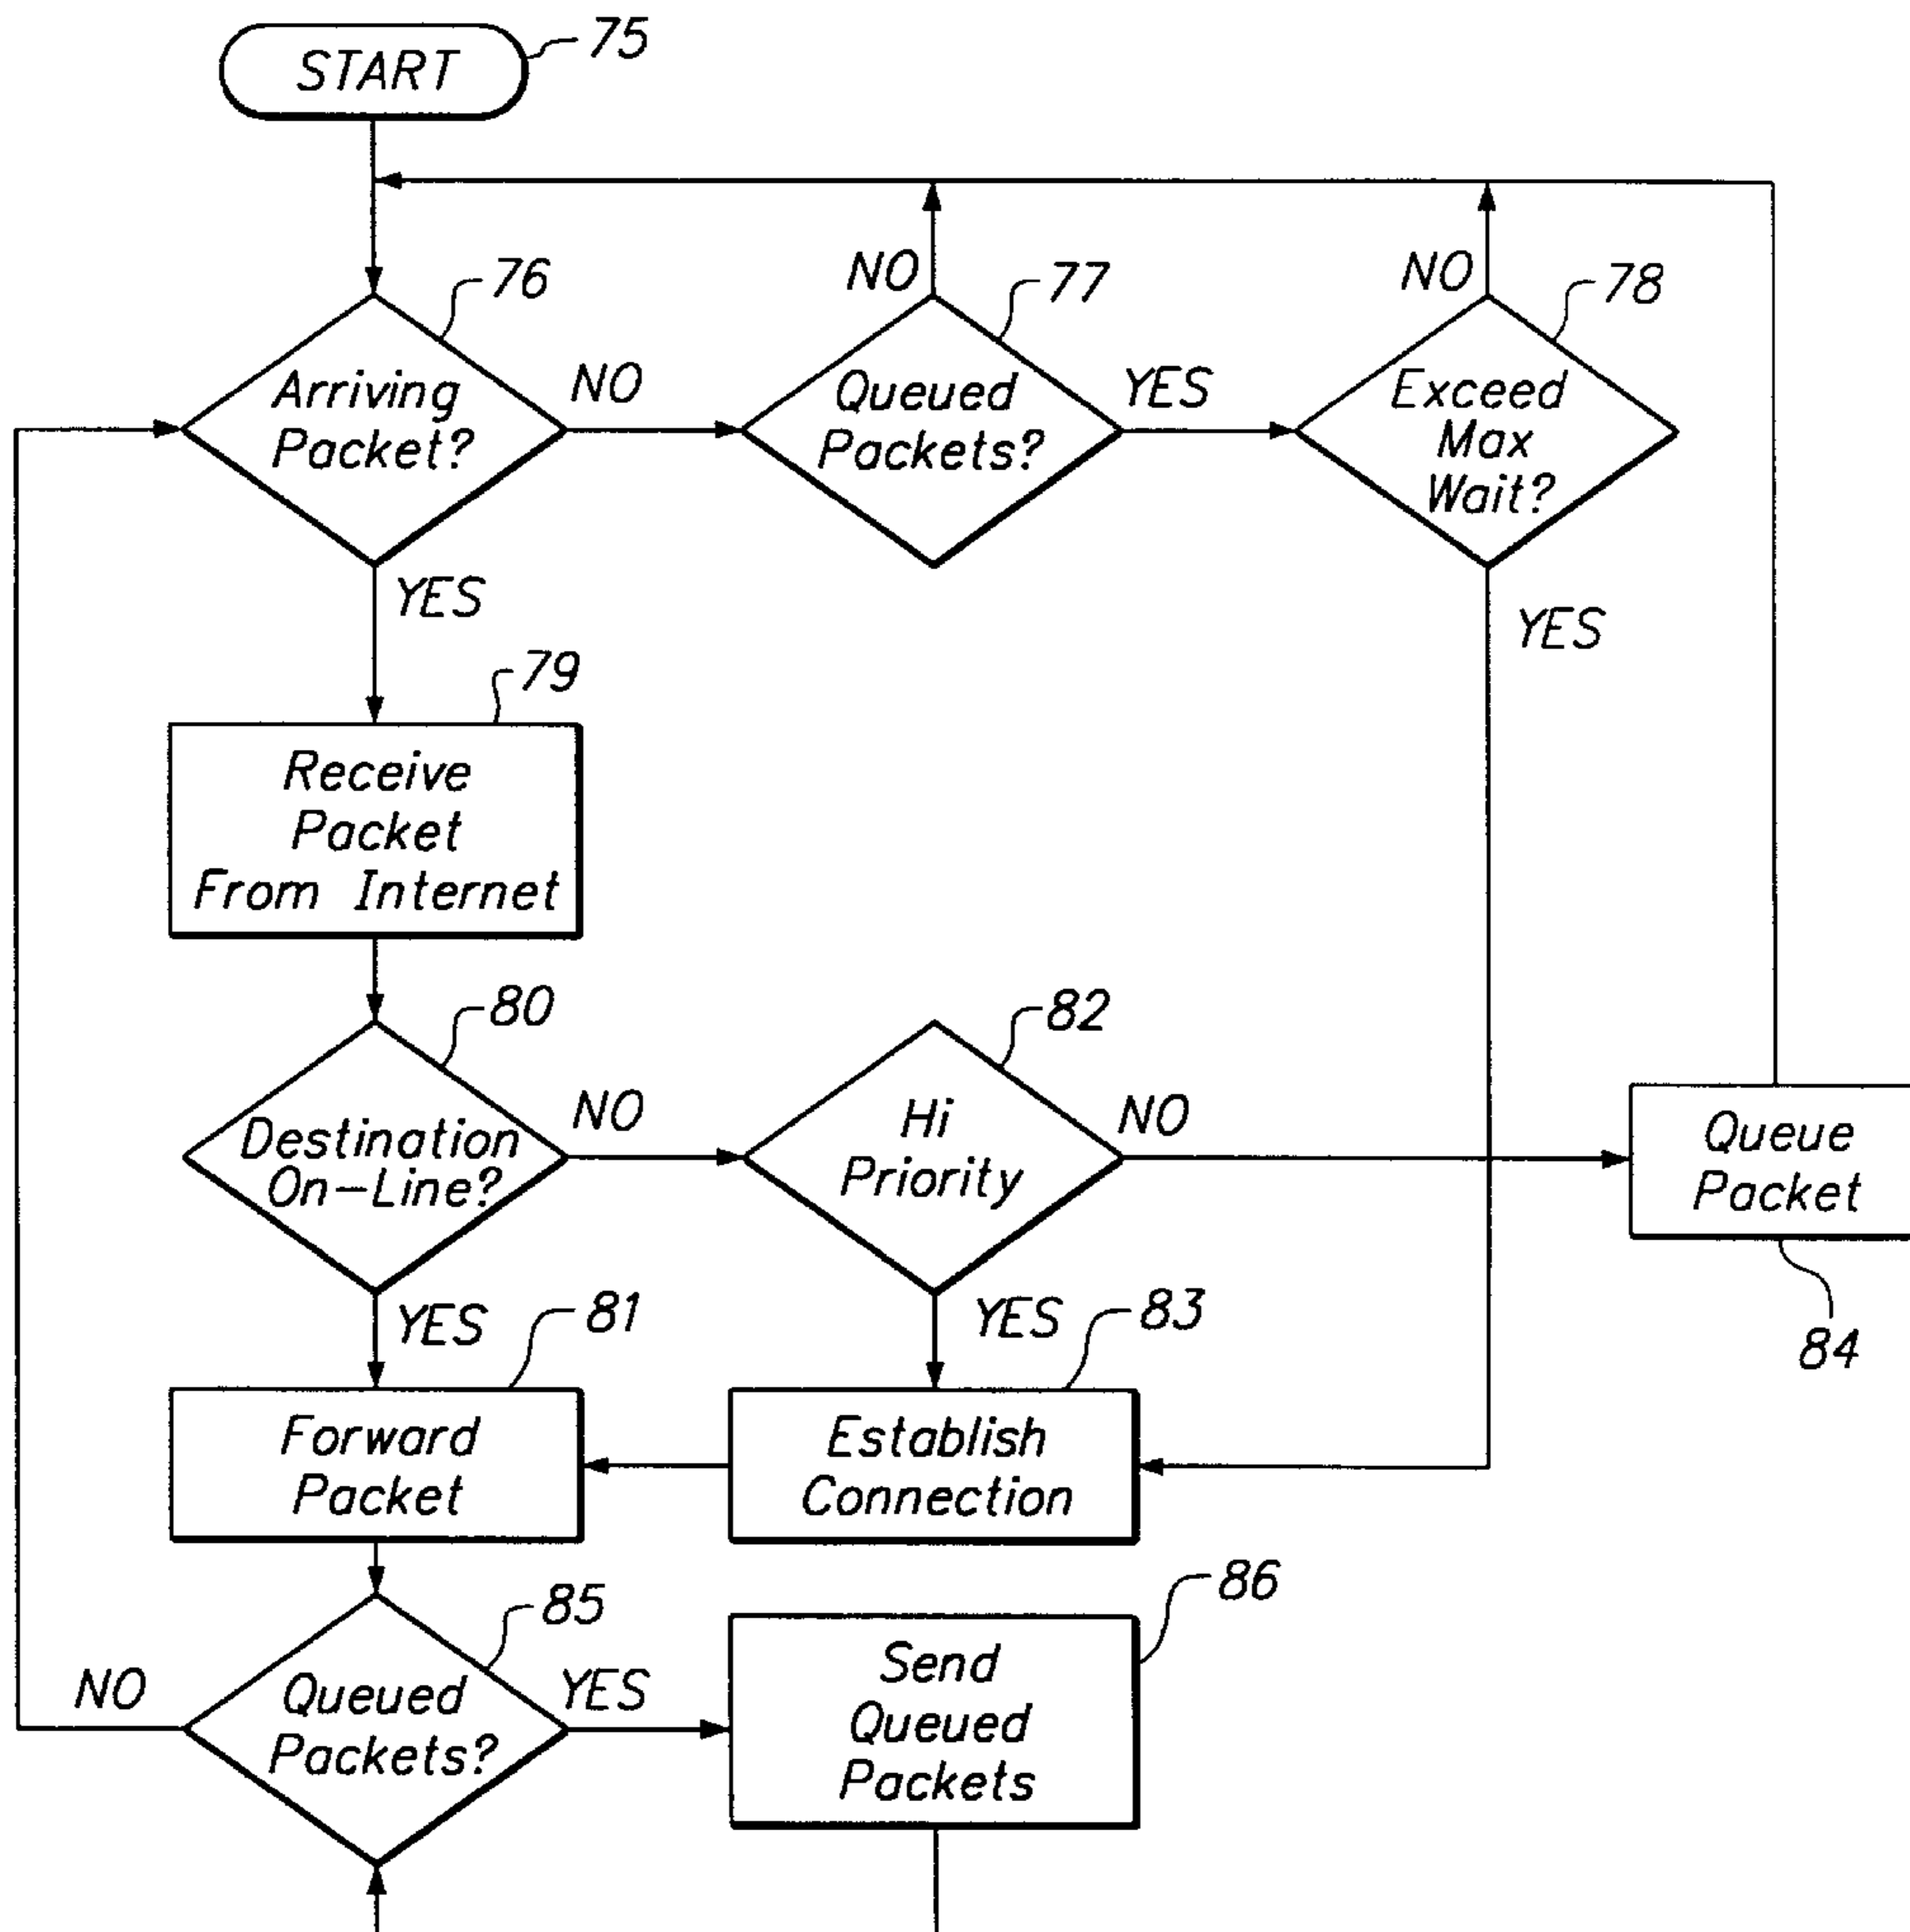 START
75
76
NO
77
NO
78
Arriving
Packet?
NO
Queued
Packets?
YES
Exceed
Max
Wait?
YES
YES
79
Receive
Packet
From Internet
80
82
Destination
On-Line?
NO
Hi
Priority
NO
Queue
Packet
84
YES
81
YES
83
Forward
Packet
Establish
Connection
85
86
NO
Queued
Packets?
YES
Send
Queued
Packets